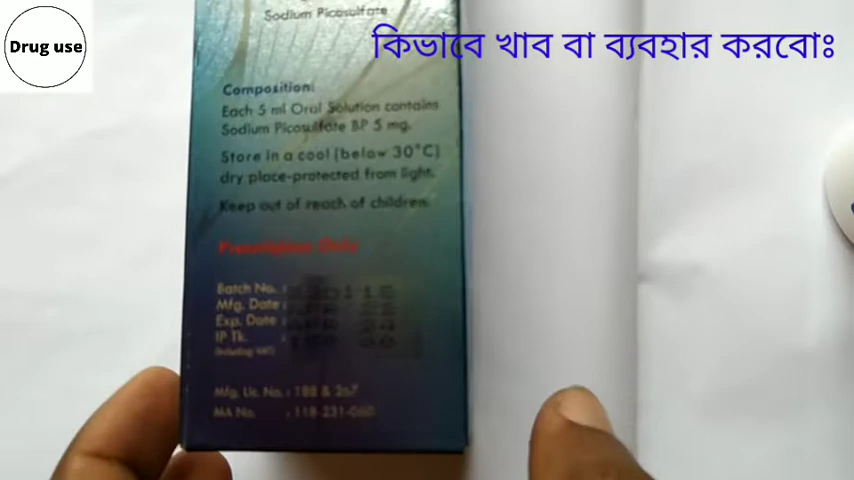 Drug use
কিভাবে খাব বা ব্যবহার করবোঃ
Sodium Picosulfate
Composition:
Each 5 ml Oral Solution contains
Sodium Picosulfate BP 5 mg.
Store in a cool (below 30°C)
dry place-protected from light.
Keep out of reach of children.
Prescription Only
Batch No. :
Mfg. Date :
Exp. Date :
IP Tk. :
(Including VAT)
Mfg. Lic. No. : 188 & 267
MA No. : 118-231-060